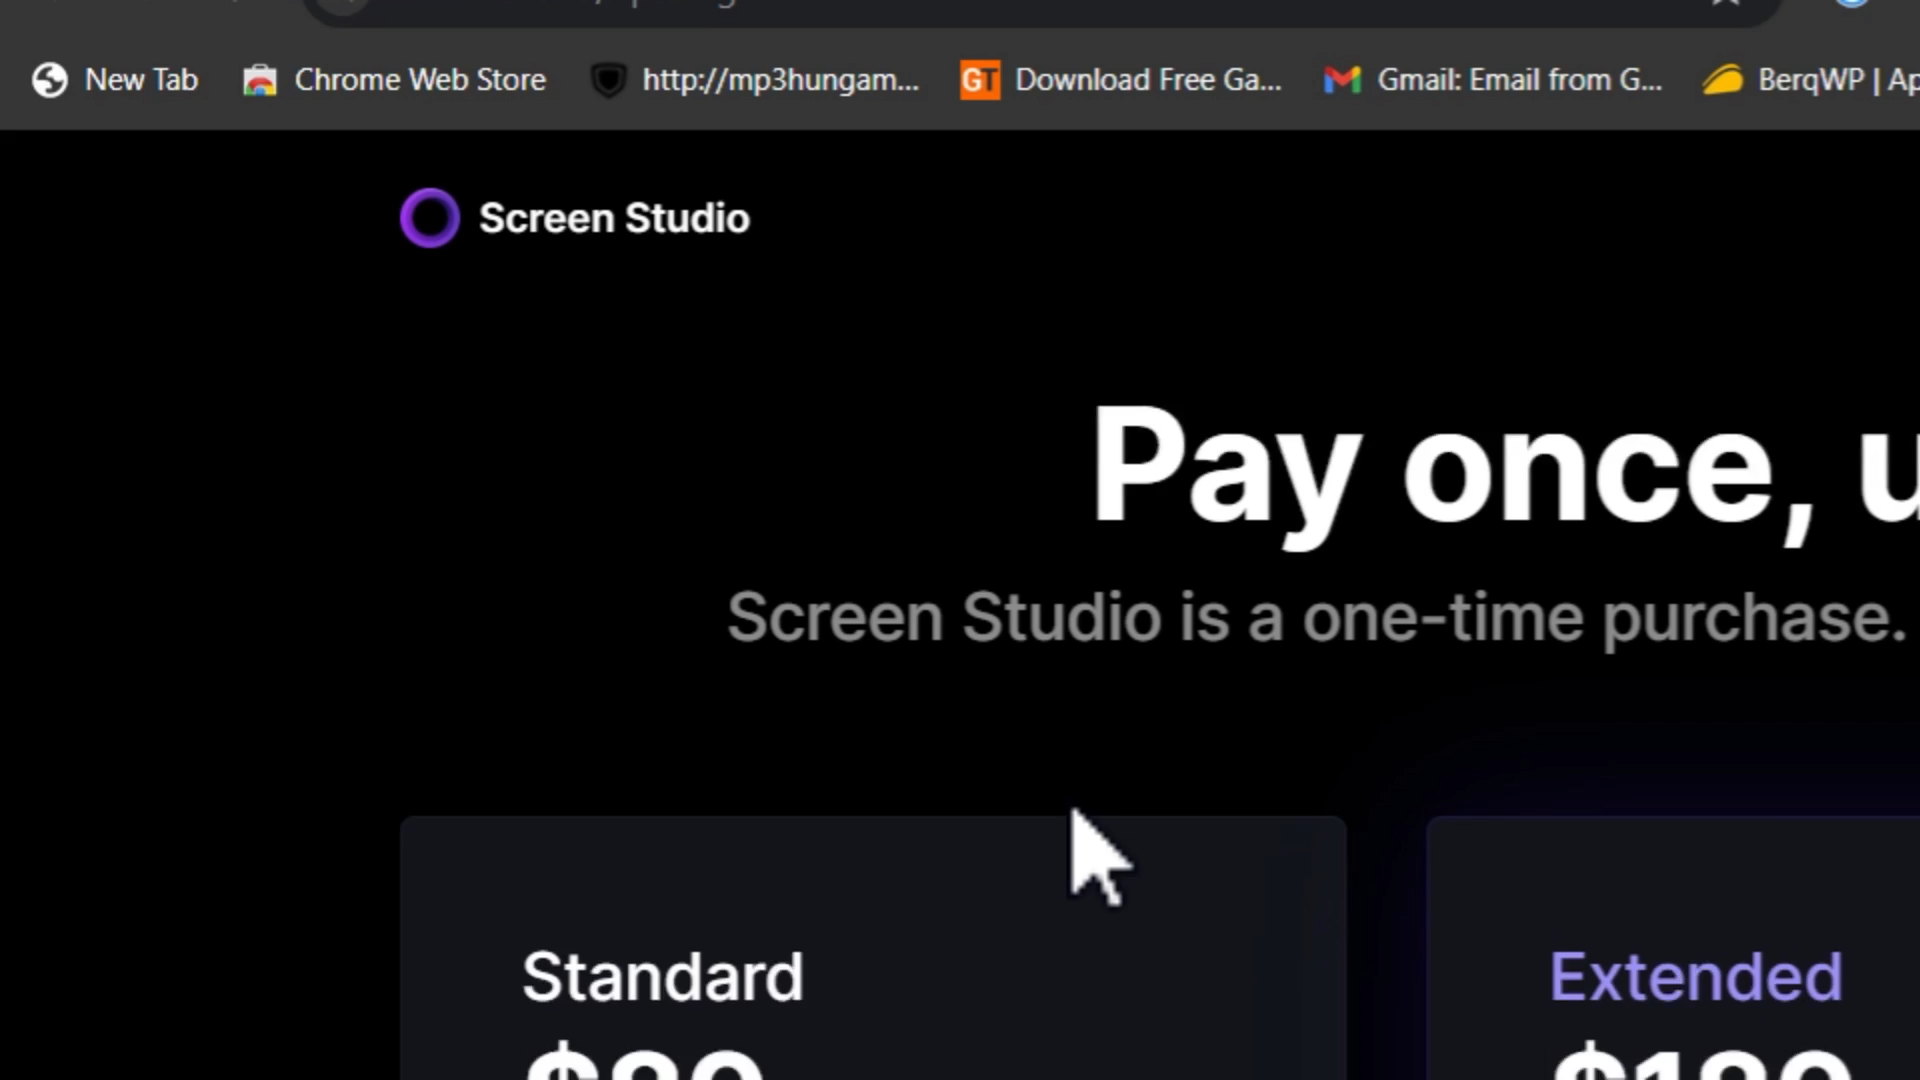 New Tab Chrome Web Store http://mp3hungam... Download Free Ga... Gmail: Email from G... BerqWP | Ap
Screen Studio
Pay once, u
Screen Studio is a one-time purchase.
Standard Extended